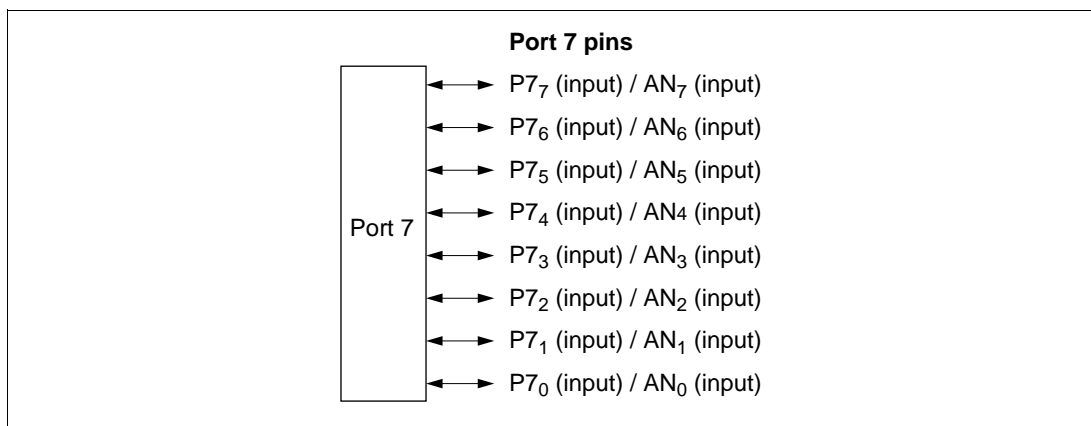 Port 7 pins
P7₇ (input) / AN₇ (input)
P7₆ (input) / AN₆ (input)
P7₅ (input) / AN₅ (input)
P7₄ (input) / AN4 (input)
Port 7
P7₃ (input) / AN₃ (input)
P7₂ (input) / AN₂ (input)
P7₁ (input) / AN₁ (input)
P7₀ (input) / AN₀ (input)